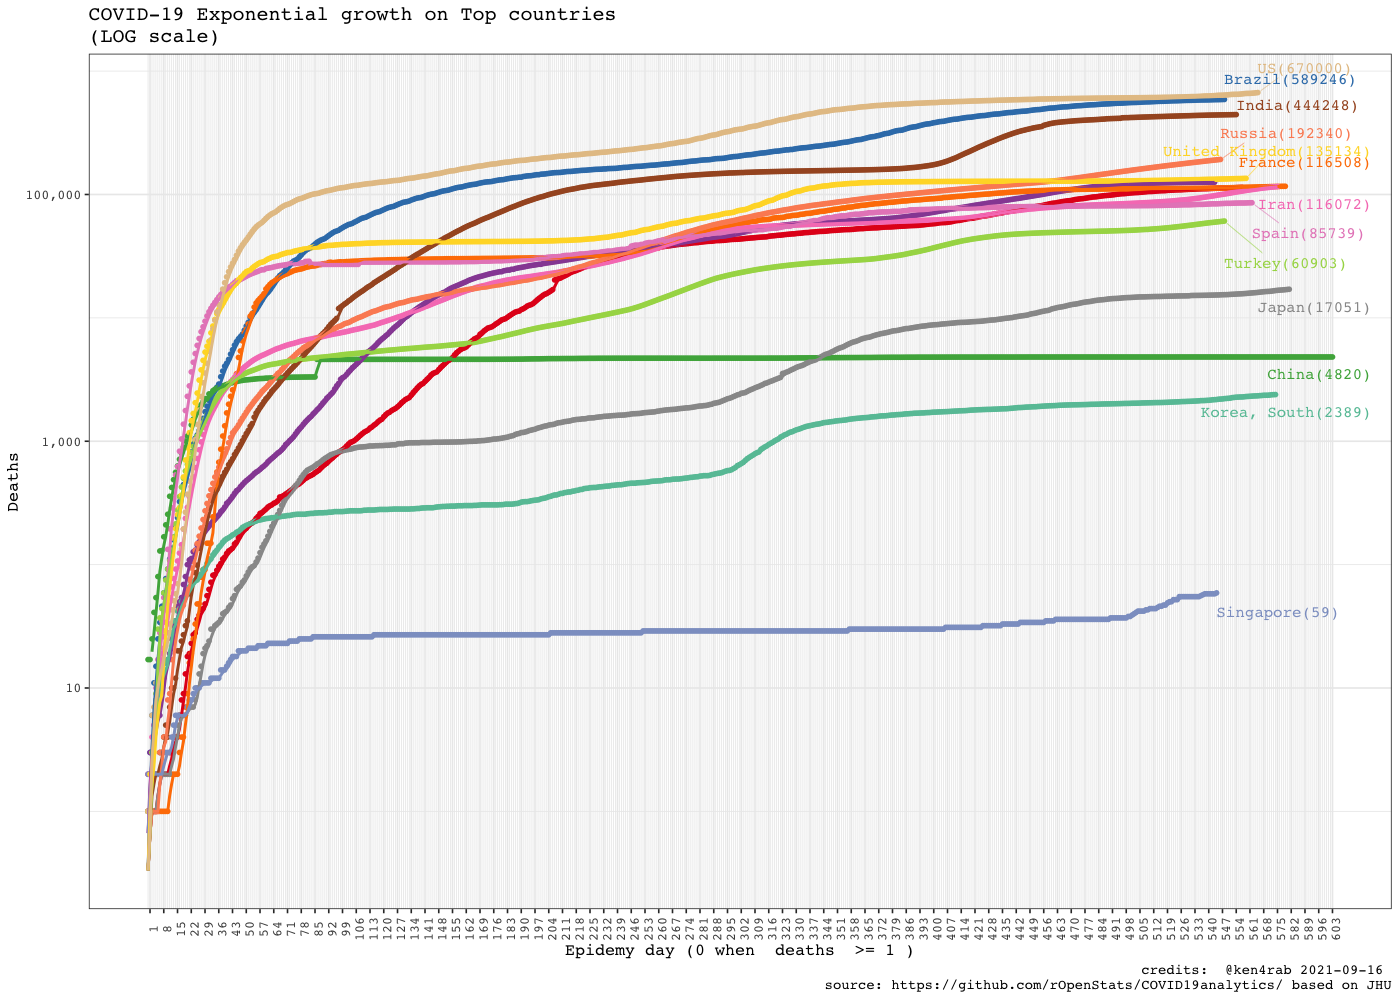 COVID-19 Exponential growth on Top countries
(LOG scale)
US(670000)
Brazil(589246)
India(444248)
Russia(192340)
United Kingdom(135134)
France(116508)
100,000
Iran(116072)
Spain(85739)
Turkey(60903)
Japan(17051)
China(4820)
Korea, South(2389)
1,000
Deaths
Singapore(59)
10
1 8 15 22 29 36 43 50 57 64 71 78 85 92 99 106 113 120 127 134 141 148 155 162 169 176 183 190 197 204 211 218 225 232 239 246 253 260 267 274 281 288 295 302 309 316 323 330 337 344 351 358 365 372 379 386 393 400 407 414 421 428 435 442 449 456 463 470 477 484 491 498 505 512 519 526 533 540 547 554 561 568 575 582 589 596 603
Epidemy day (0 when  deaths  >= 1 )
credits:  @ken4rab 2021-09-16
source: https://github.com/rOpenStats/COVID19analytics/ based on JHU